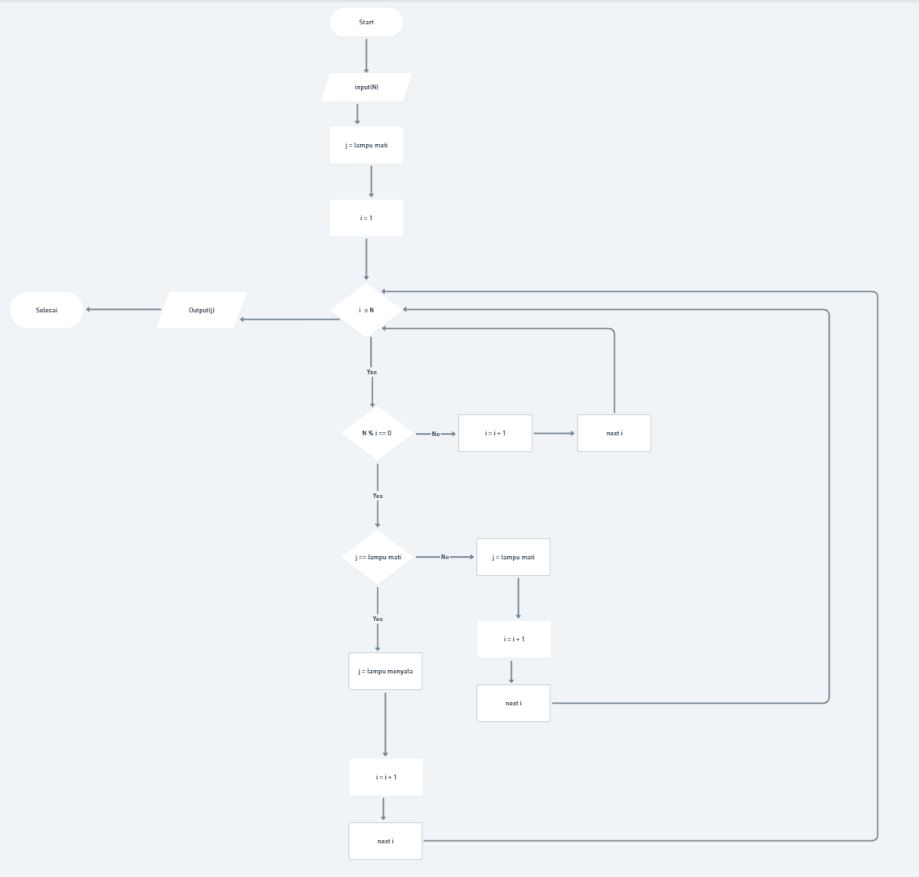 Start
input(N)
j = lampu mati
i = 1
i ≤ N
Output(j)
Selesai
Yes
N % i == 0
No
i = i + 1
next i
Yes
j == lampu mati
No
j = lampu mati
Yes
i = i + 1
j = lampu menyala
next i
i = i + 1
next i